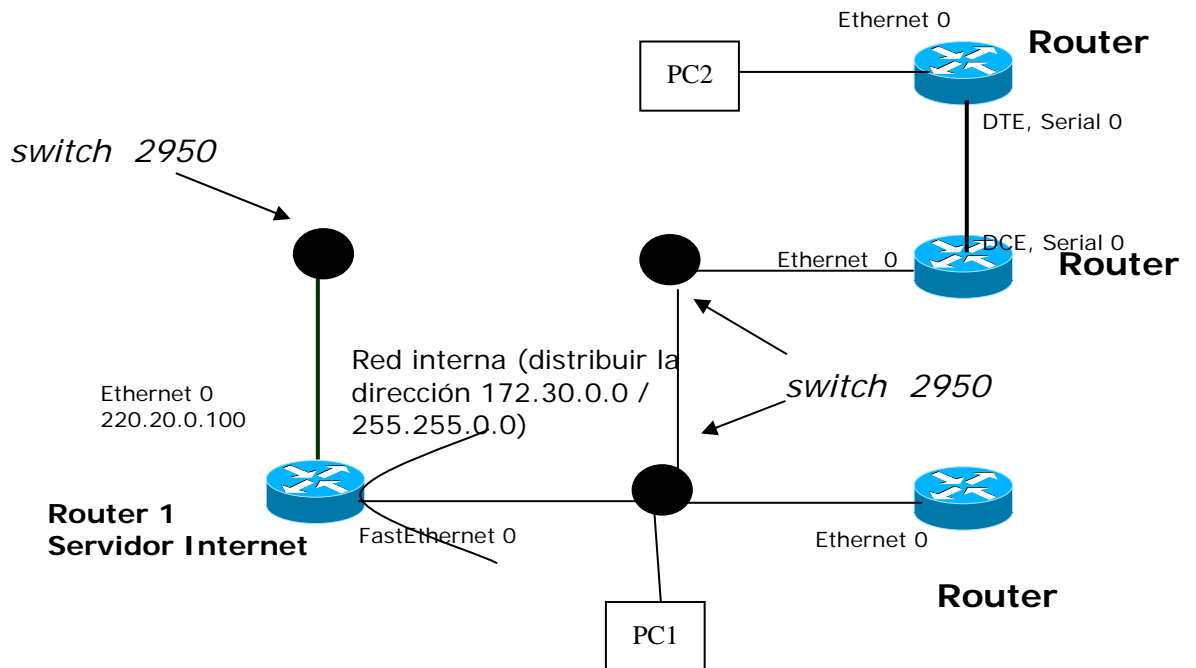 Ethernet 0
Router
PC2
DTE, Serial 0
switch 2950
DCE, Serial 0
Ethernet 0
Router
Red interna (distribuir la
dirección 172.30.0.0 /
255.255.0.0)
switch 2950
Ethernet 0
220.20.0.100
Router 1
Servidor Internet
FastEthernet 0
Ethernet 0
Router
PC1